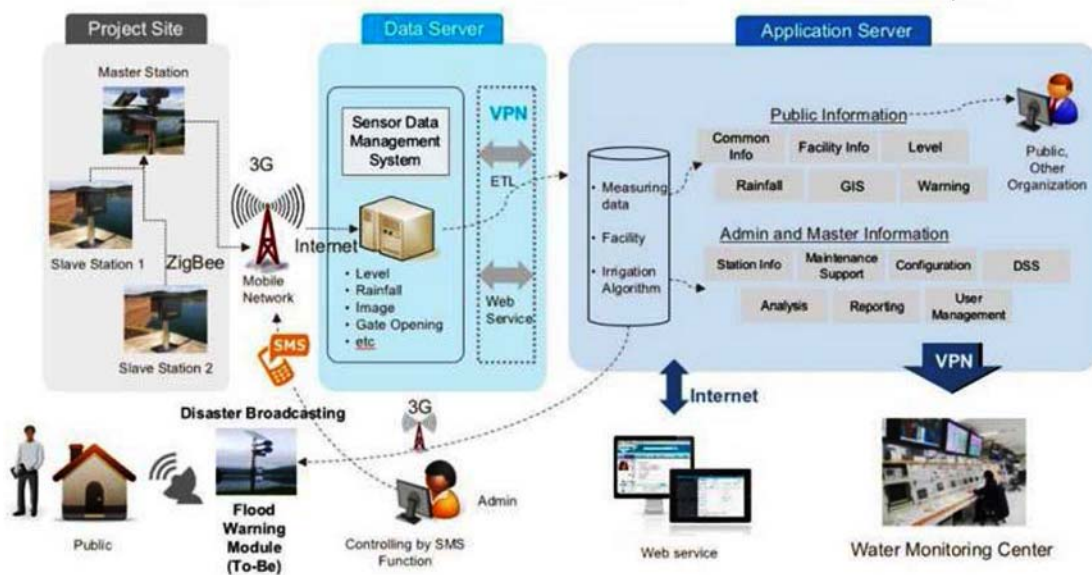 Project Site
Data Server
Application Server
Master Station
Slave Station 1
ZigBee
Slave Station 2
3G
Internet
Mobile
Network
SMS
Sensor Data
Management
System
• Level
• Rainfall
• Image
• Gate Opening
• etc
VPN
ETL
Web
Service
• Measuring
data
• Facility
• Irrigation
Algorithm
Public Information
Common
Info
Facility Info
Level
Rainfall
GIS
Warning
Public,
Other
Organization
Admin and Master Information
Station Info
Maintenance
Support
Configuration
DSS
Analysis
Reporting
User
Management
VPN
Internet
Disaster Broadcasting
3G
Public
Flood
Warning
Module
(To-Be)
Admin
Controlling by SMS
Function
Web service
Water Monitoring Center